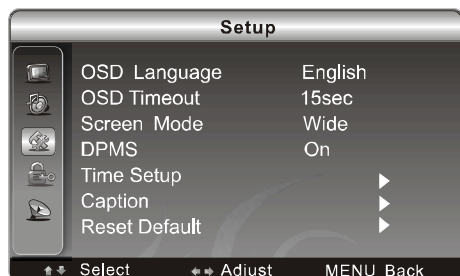 Setup
OSD Language English
OSD Timeout 15sec
Screen Mode Wide
DPMS On
Time Setup
Caption
Reset Default
Select Adjust MENU Back